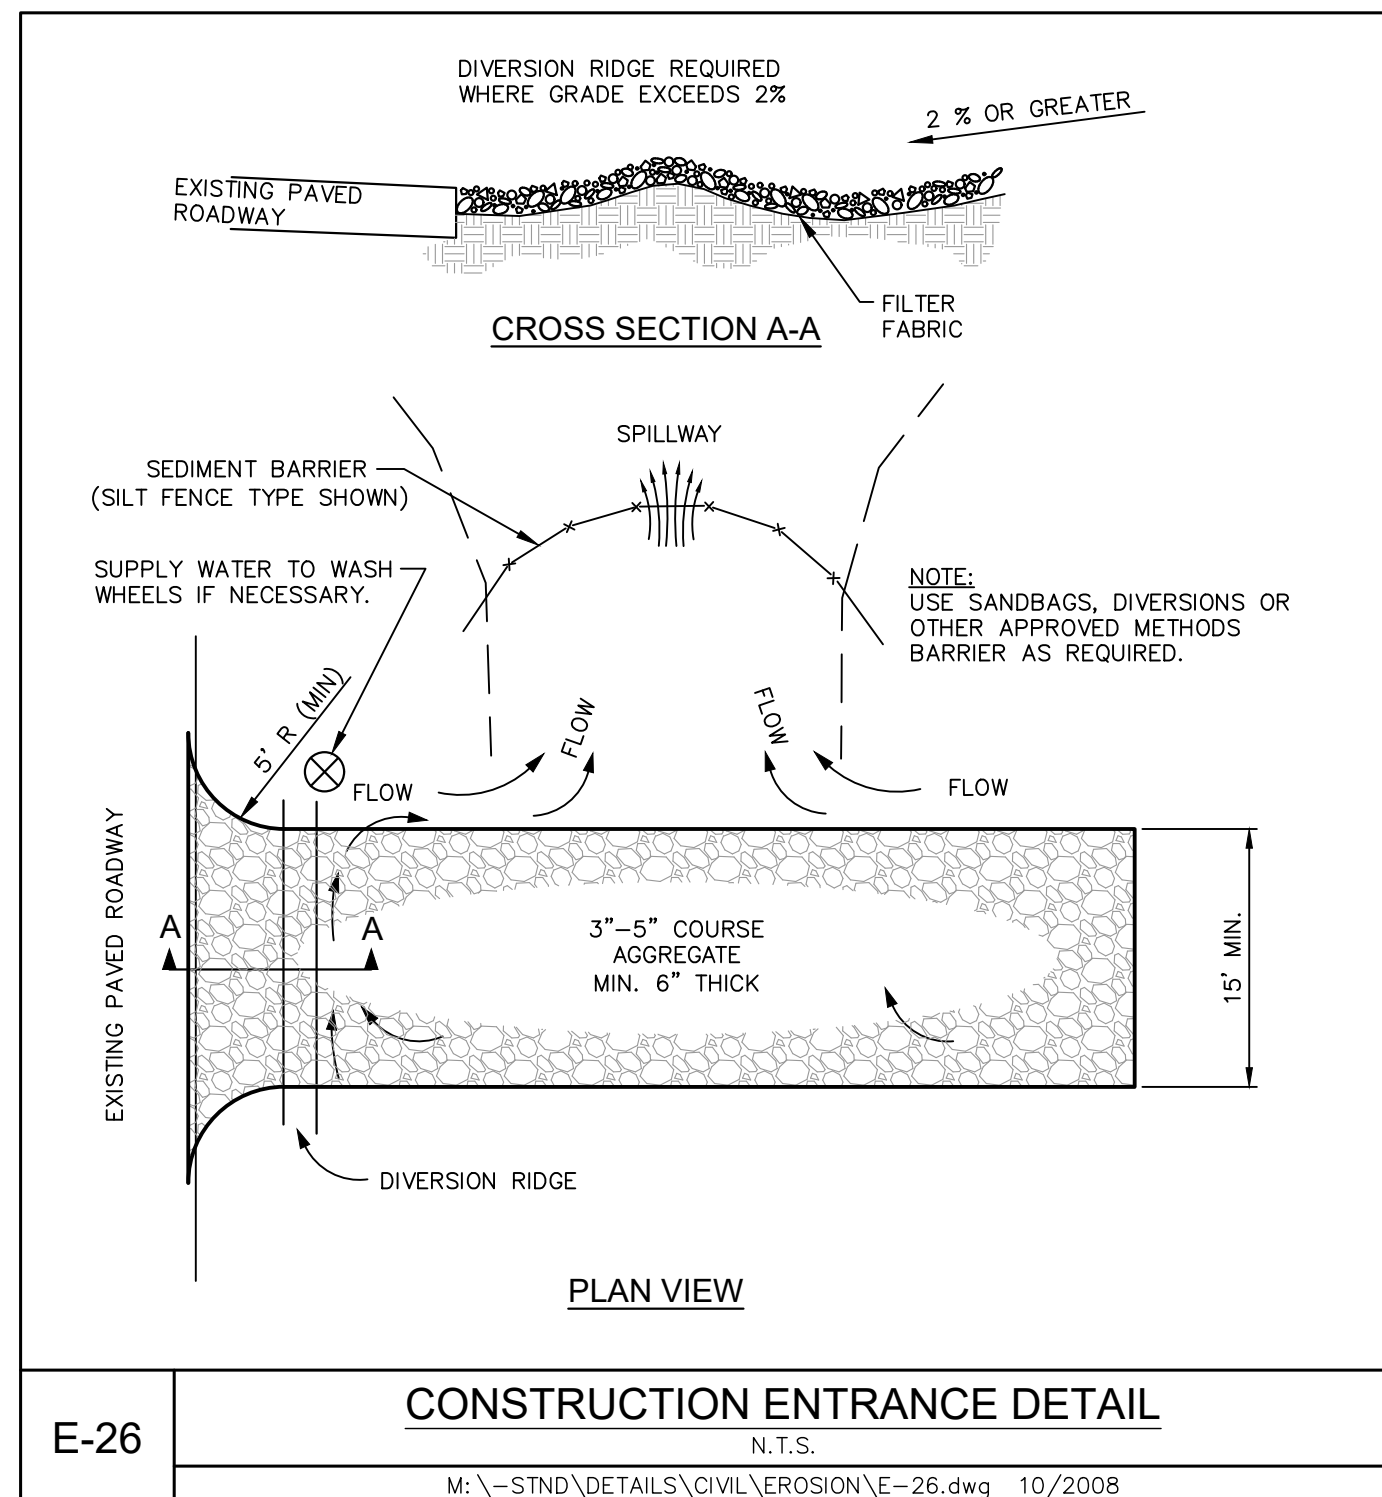 DIVERSION RIDGE REQUIRED
WHERE GRADE EXCEEDS 2%
2 % OR GREATER
EXISTING PAVED
ROADWAY
FILTER
FABRIC
CROSS SECTION A-A
SPILLWAY
SEDIMENT BARRIER
(SILT FENCE TYPE SHOWN)
SUPPLY WATER TO WASH
WHEELS IF NECESSARY.
NOTE:
USE SANDBAGS, DIVERSIONS OR
OTHER APPROVED METHODS
BARRIER AS REQUIRED.
5' R (MIN)
FLOW
FLOW
FLOW
FLOW
EXISTING PAVED ROADWAY
A
A
3"-5" COURSE
AGGREGATE
MIN. 6" THICK
15' MIN.
DIVERSION RIDGE
PLAN VIEW
E-26
CONSTRUCTION ENTRANCE DETAIL
N.T.S.
M:\-STND\DETAILS\CIVIL\EROSION\E-26.dwg 10/2008